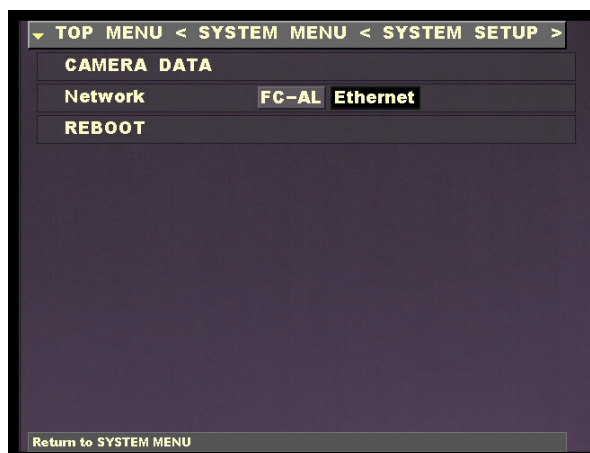 TOP MENU < SYSTEM MENU < SYSTEM SETUP >
CAMERA DATA
Network FC-AL Ethernet
REBOOT
Return to SYSTEM MENU